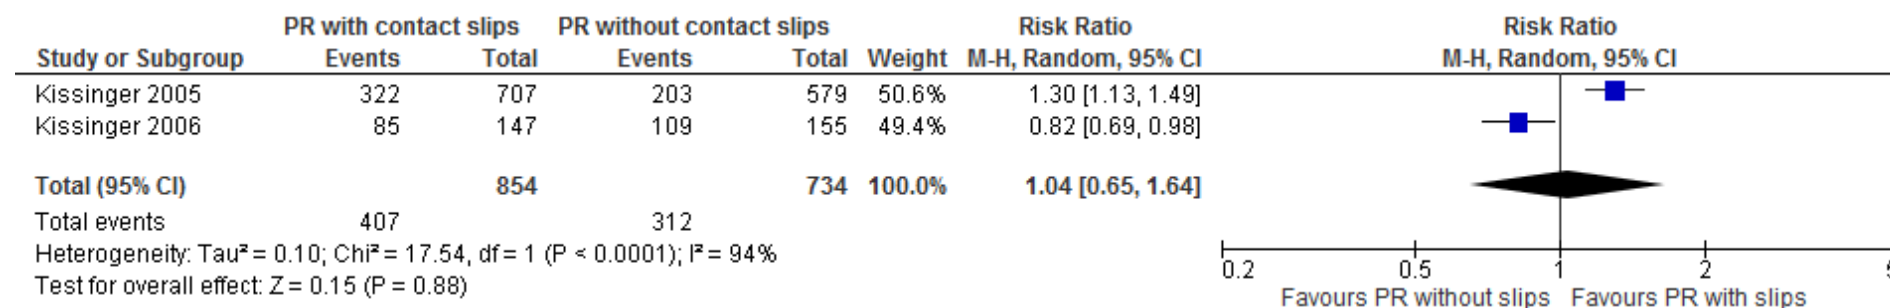 PR with contact slips PR without contact slips Risk Ratio Risk Ratio
Study or Subgroup Events Total Events Total Weight M-H, Random, 95% CI M-H, Random, 95% CI
Kissinger 2005 322 707 203 579 50.6% 1.30 [1.13, 1.49]
Kissinger 2006 85 147 109 155 49.4% 0.82 [0.69, 0.98]
Total (95% CI) 854 734 100.0% 1.04 [0.65, 1.64]
Total events 407 312
Heterogeneity: Tau² = 0.10; Chi² = 17.54, df = 1 (P < 0.0001); I² = 94%
Test for overall effect: Z = 0.15 (P = 0.88)
0.2 0.5 1 2
Favours PR without slips Favours PR with slips